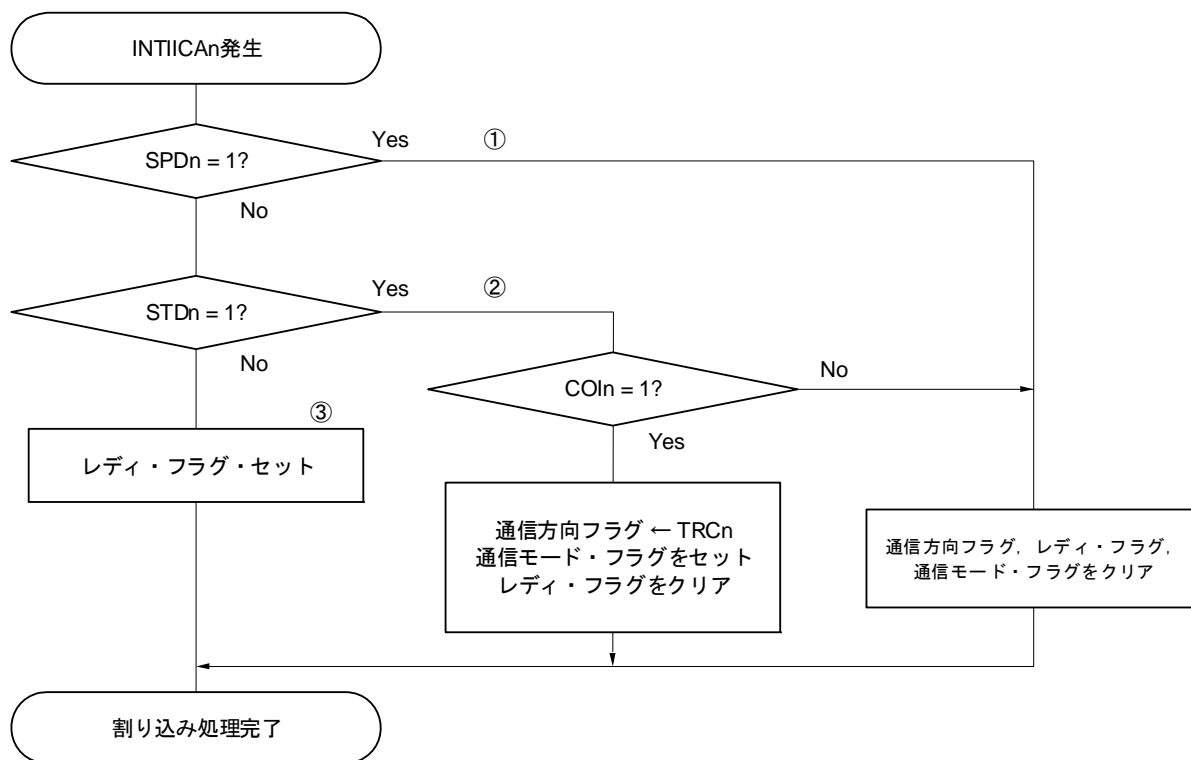 INTIICAn発生
SPDn = 1?
Yes
①
No
STDn = 1?
Yes
②
No
COIn = 1?
No
Yes
③
レディ・フラグ・セット
通信方向フラグ ← TRCn
通信モード・フラグをセット
レディ・フラグをクリア
通信方向フラグ，レディ・フラグ，
通信モード・フラグをクリア
割り込み処理完了